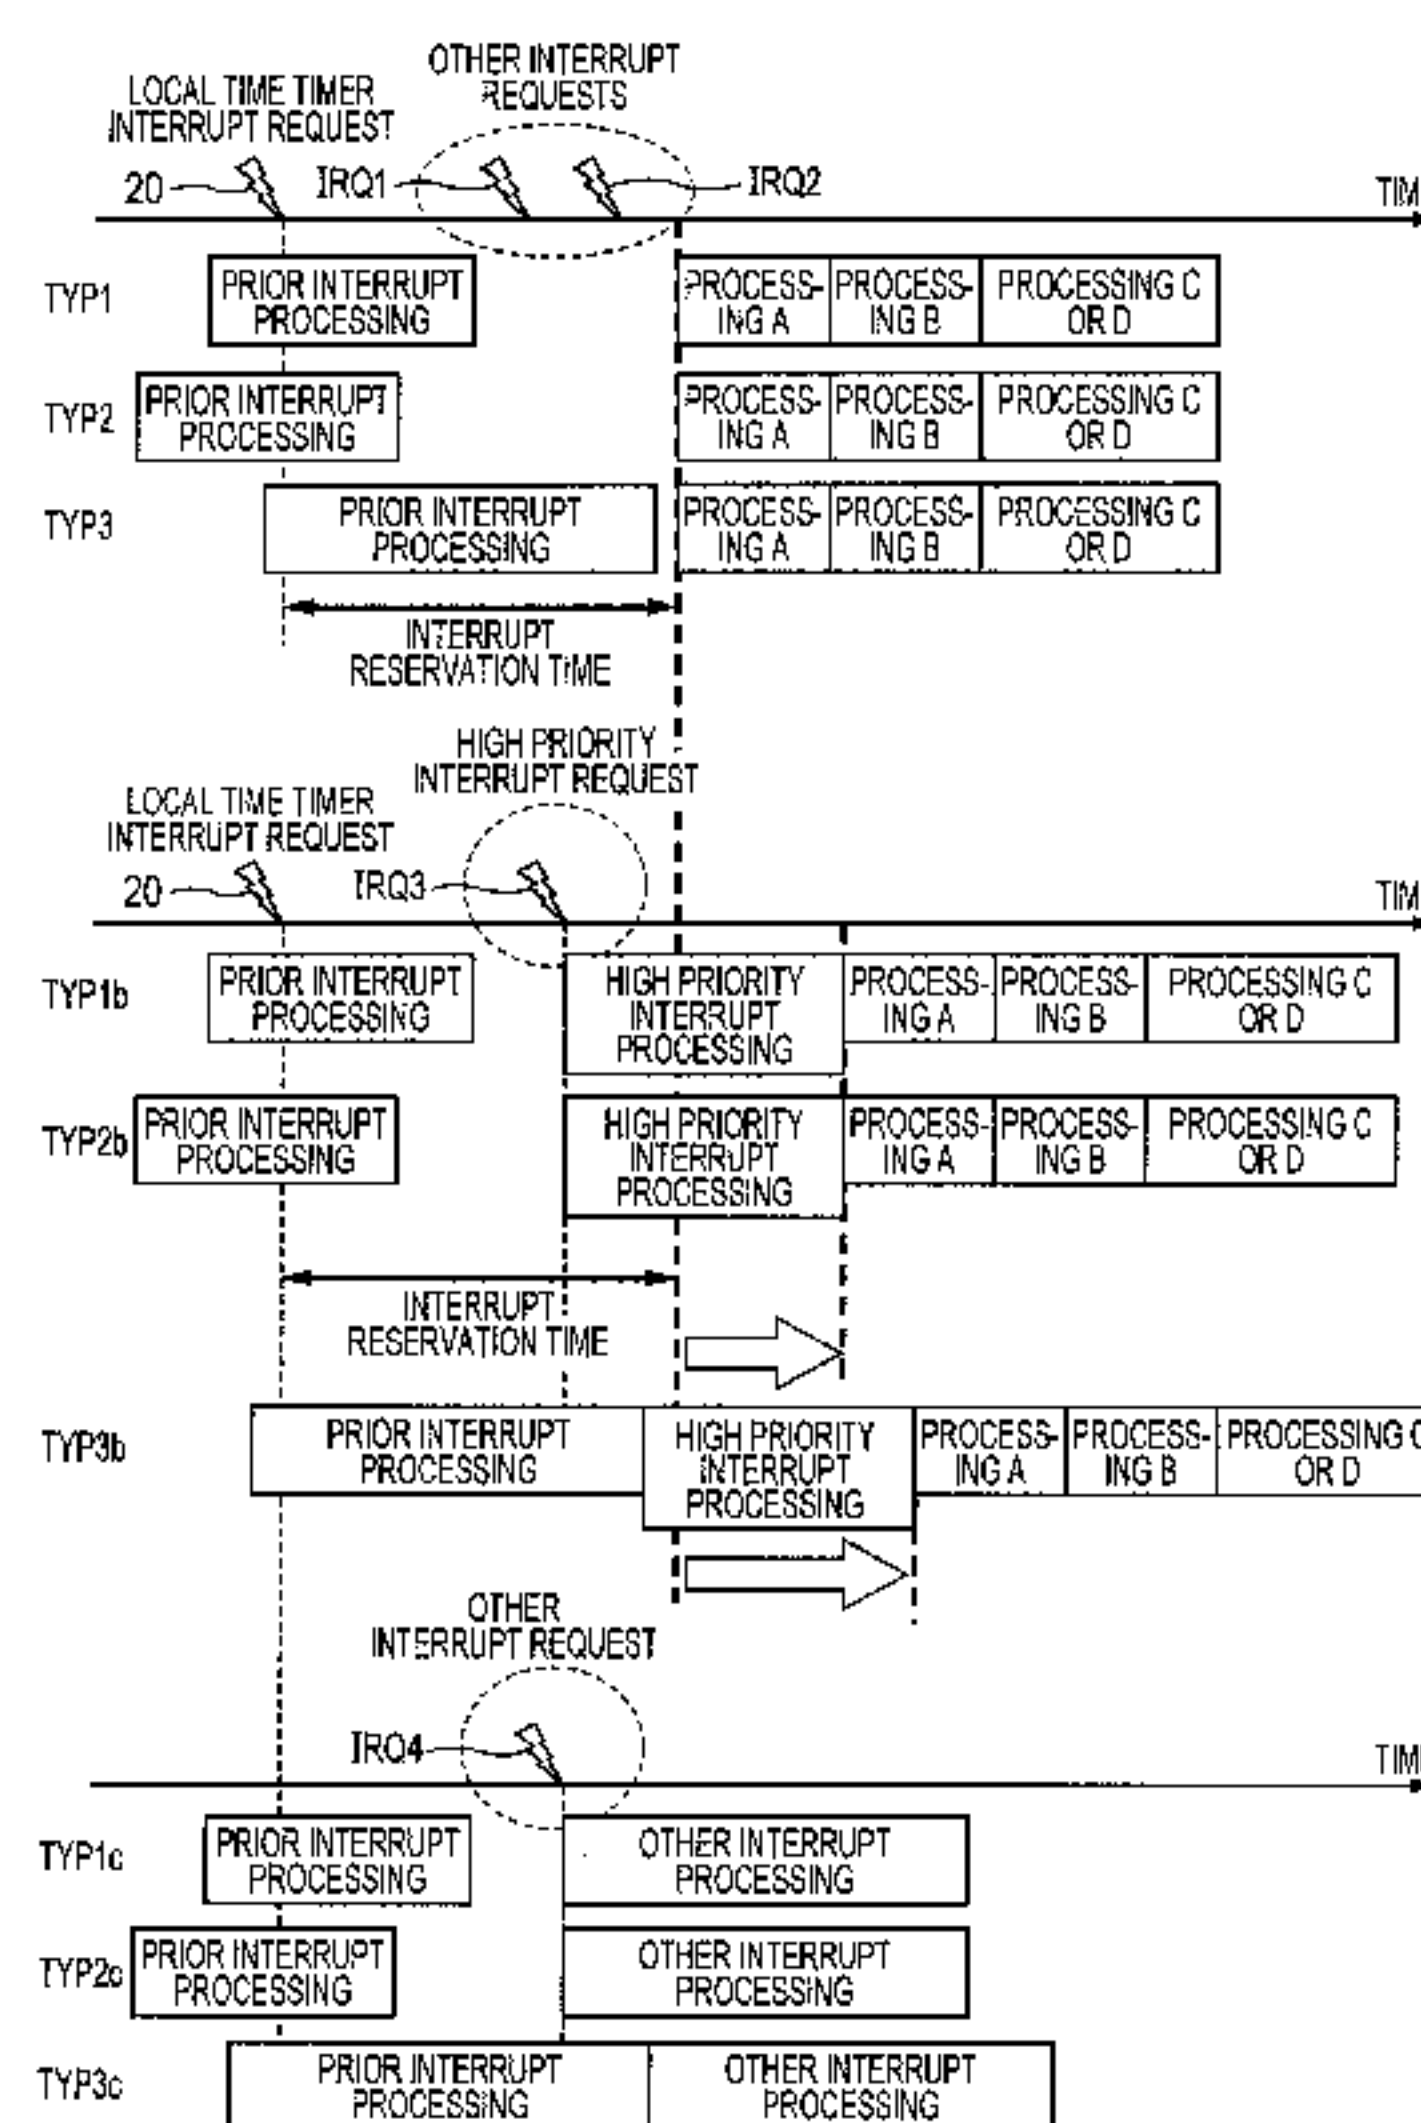 OTHER INTERRUPT
REQUESTS
LOCAL TIME TIMER
INTERRUPT REQUEST
20
IRQ1
IRQ2
TIM
TYP1
PRIOR INTERRUPT
PROCESSING
PROCESS-
ING A
PROCESS-
ING B
PROCESSING C
OR D
TYP2
PRIOR INTERRUPT
PROCESSING
PROCESS-
ING A
PROCESS-
ING B
PROCESSING C
OR D
TYP3
PRIOR INTERRUPT
PROCESSING
PROCESS-
ING A
PROCESS-
ING B
PROCESSING C
OR D
INTERRUPT
RESERVATION TIME
HIGH PRIORITY
INTERRUPT REQUEST
LOCAL TIME TIMER
INTERRUPT REQUEST
20
IRQ3
TIM
TYP1b
PRIOR INTERRUPT
PROCESSING
HIGH PRIORITY
INTERRUPT
PROCESSING
PROCESS-
ING A
PROCESS-
ING B
PROCESSING C
OR D
TYP2b
PRIOR INTERRUPT
PROCESSING
HIGH PRIORITY
INTERRUPT
PROCESSING
PROCESS-
ING A
PROCESS-
ING B
PROCESSING C
OR D
INTERRUPT
RESERVATION TIME
TYP3b
PRIOR INTERRUPT
PROCESSING
HIGH PRIORITY
INTERRUPT
PROCESSING
PROCESS-
ING A
PROCESS-
ING B
PROCESSING C
OR D
OTHER
INTERRUPT REQUEST
IRQ4
TIM
TYP1c
PRIOR INTERRUPT
PROCESSING
OTHER INTERRUPT
PROCESSING
TYP2c
PRIOR INTERRUPT
PROCESSING
OTHER INTERRUPT
PROCESSING
TYP3c
PRIOR INTERRUPT
PROCESSING
OTHER INTERRUPT
PROCESSING